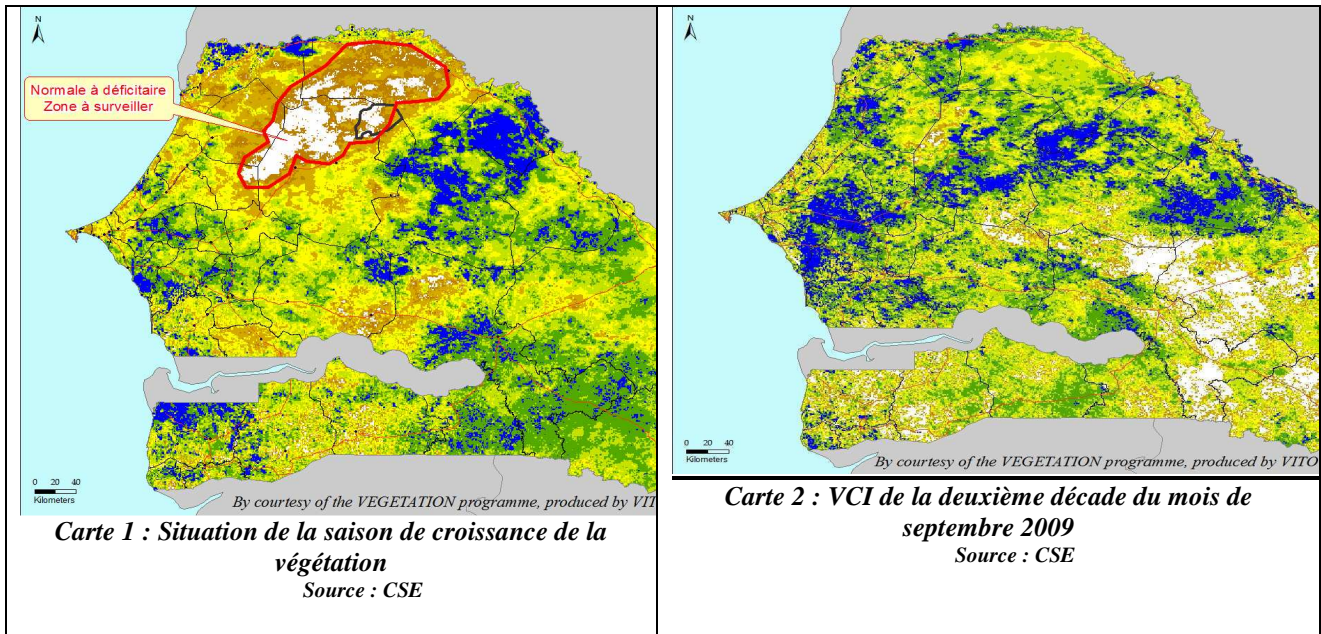 N
Normale à déficitaire
Zone à surveiller
0 20 40
Kilometers
By courtesy of the VEGETATION programme, produced by VIT
Carte 1 : Situation de la saison de croissance de la
végétation
Source : CSE
N
0 20 40
Kilometers
By courtesy of the VEGETATION programme, produced by VITO
Carte 2 : VCI de la deuxième décade du mois de
septembre 2009
Source : CSE